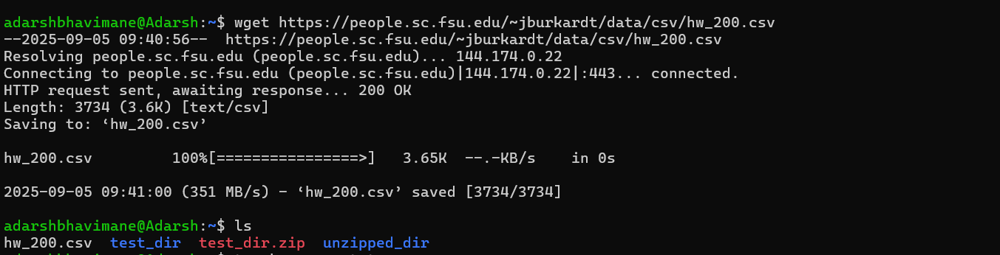 adarshbhavimane@Adarsh:~$ wget https://people.sc.fsu.edu/~jburkardt/data/csv/hw_200.csv
--2025-09-05 09:40:56--  https://people.sc.fsu.edu/~jburkardt/data/csv/hw_200.csv
Resolving people.sc.fsu.edu (people.sc.fsu.edu)... 144.174.0.22
Connecting to people.sc.fsu.edu (people.sc.fsu.edu)|144.174.0.22|:443... connected.
HTTP request sent, awaiting response... 200 OK
Length: 3734 (3.6K) [text/csv]
Saving to: ‘hw_200.csv’
hw_200.csv         100%[================>]   3.65K  --.-KB/s    in 0s
2025-09-05 09:41:00 (351 MB/s) - ‘hw_200.csv’ saved [3734/3734]
adarshbhavimane@Adarsh:~$ ls
hw_200.csv  test_dir  test_dir.zip  unzipped_dir